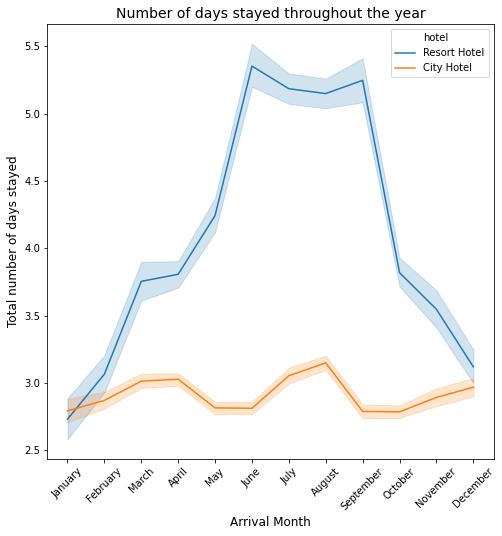 Number of days stayed throughout the year
hotel
Resort Hotel
City Hotel
Total number of days stayed
5.5
5.0
4.5
4.0
3.5
3.0
2.5
January
February
March
April
May
June
July
August
September
October
November
December
Arrival Month